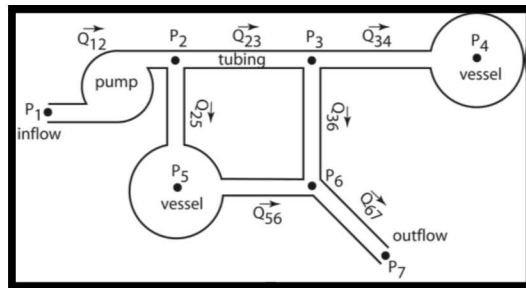 Q12
P2
Q23
P3
Q34
P4
tubing
vessel
pump
P1
inflow
Q25
Q36
P5
vessel
P6
Q56
Q67
outflow
P7